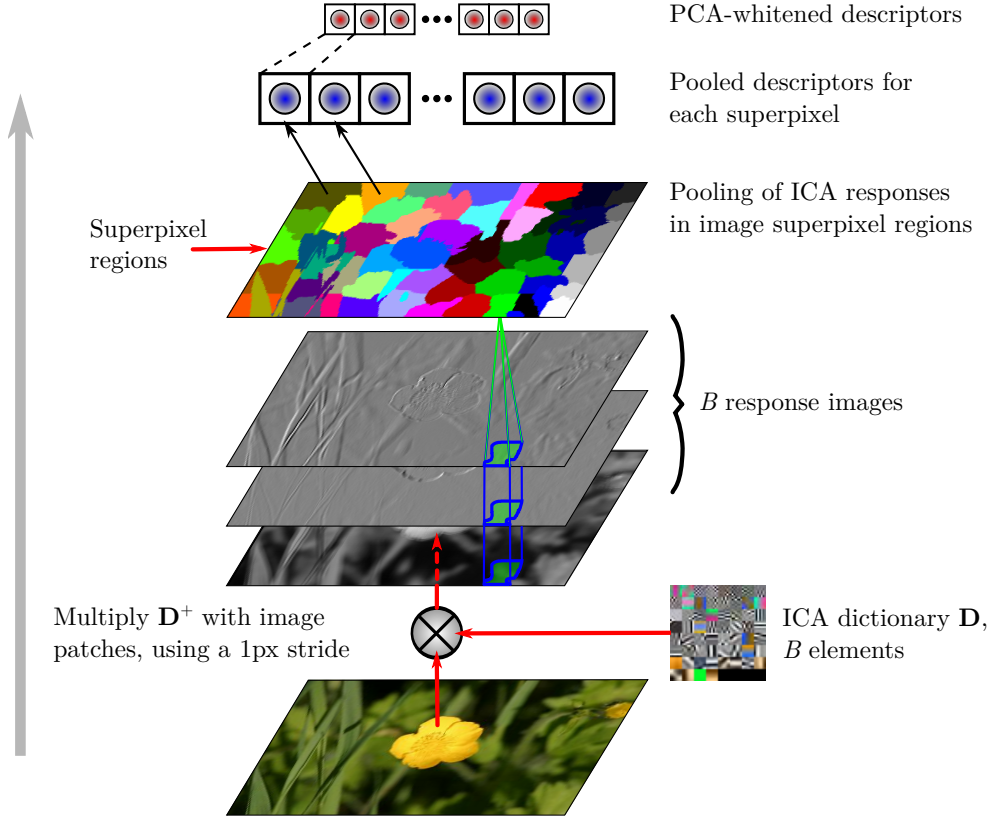 PCA-whitened descriptors
Pooled descriptors for
each superpixel
Pooling of ICA responses
in image superpixel regions
Superpixel
regions
B response images
Multiply D⁺ with image
patches, using a 1px stride
ICA dictionary D,
B elements